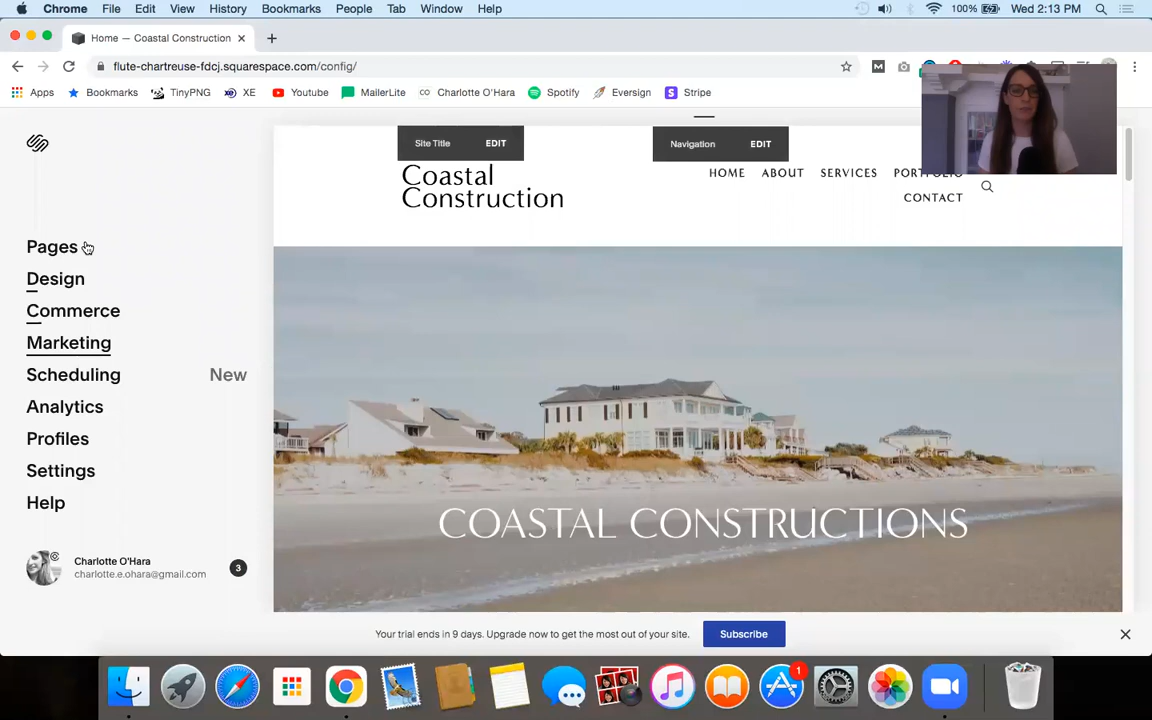 Chrome File Edit View History Bookmarks People Tab Window Help 100% Wed 2:13 PM
Home — Coastal Construction
flute-chartreuse-fdcj.squarespace.com/config/
Apps Bookmarks TinyPNG XE Youtube MailerLite CO Charlotte O'Hara Spotify Eversign S Stripe
Site Title EDIT Navigation EDIT
Coastal
Construction
HOME ABOUT SERVICES PORTFOLIO
CONTACT
Pages
Design
Commerce
Marketing
Scheduling New
Analytics
Profiles
Settings
Help
COASTAL CONSTRUCTIONS
Charlotte O'Hara
charlotte.e.ohara@gmail.com
3
Your trial ends in 9 days. Upgrade now to get the most out of your site. Subscribe
1